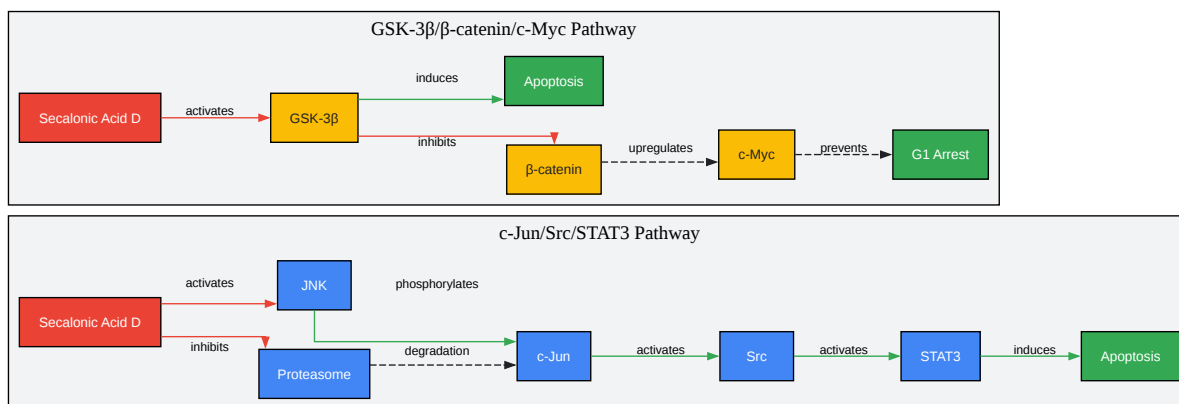 GSK-3β/β-catenin/c-Myc Pathway
induces
Apoptosis
Secalonic Acid D
activates
GSK-3β
inhibits
β-catenin
upregulates
c-Myc
prevents
G1 Arrest
c-Jun/Src/STAT3 Pathway
activates
JNK
phosphorylates
Secalonic Acid D
inhibits
Proteasome
degradation
c-Jun
activates
Src
activates
STAT3
induces
Apoptosis